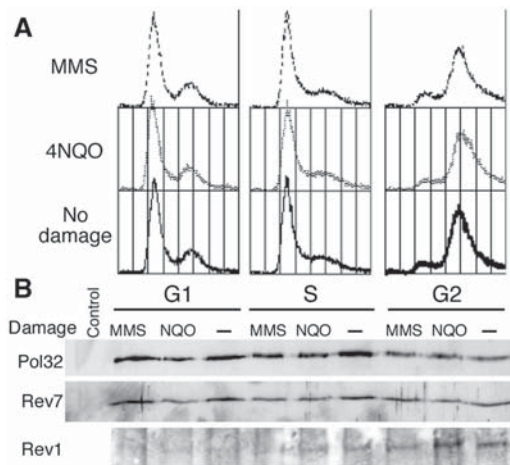 A
MMS
4NQO
No
damage
B
G1 S G2
Control
Damage MMS NQO – MMS NQO – MMS NQO –
Pol32
Rev7
Rev1